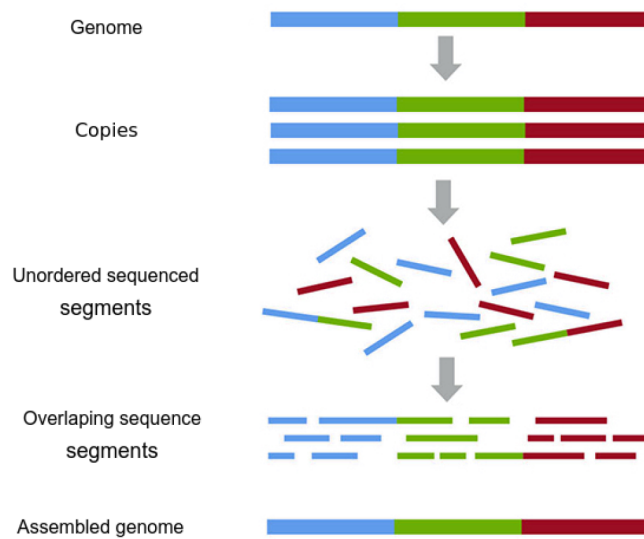 Genome
Copies
Unordered sequenced
segments
Overlaping sequence
segments
Assembled genome